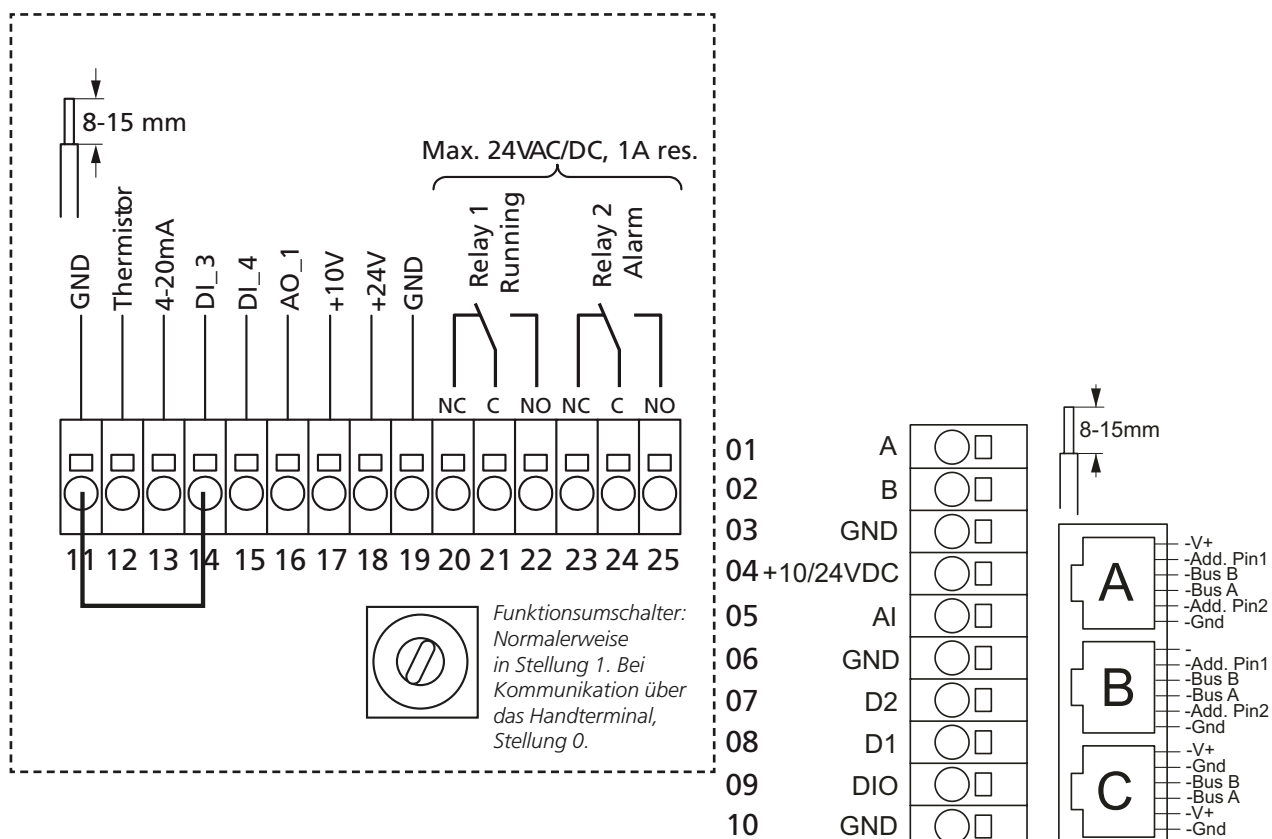 8-15 mm
Max. 24VAC/DC, 1A res.
GND
Thermistor
4-20mA
DI_3
DI_4
AO_1
+10V
+24V
GND
Relay 1
Running
Relay 2
Alarm
NC C NO NC C NO
11 12 13 14 15 16 17 18 19 20 21 22 23 24 25
Funktionsumschalter:
Normalerweise
in Stellung 1. Bei
Kommunikation über
das Handterminal,
Stellung 0.
01 A
02 B
03 GND
04 +10/24VDC
05 AI
06 GND
07 D2
08 D1
09 DIO
10 GND
8-15mm
A
-V+
-Add. Pin1
-Bus B
-Bus A
-Add. Pin2
-Gnd
B
-
-Add. Pin1
-Bus B
-Bus A
-Add. Pin2
-Gnd
C
-V+
-Gnd
-Bus B
-Bus A
-V+
-Gnd